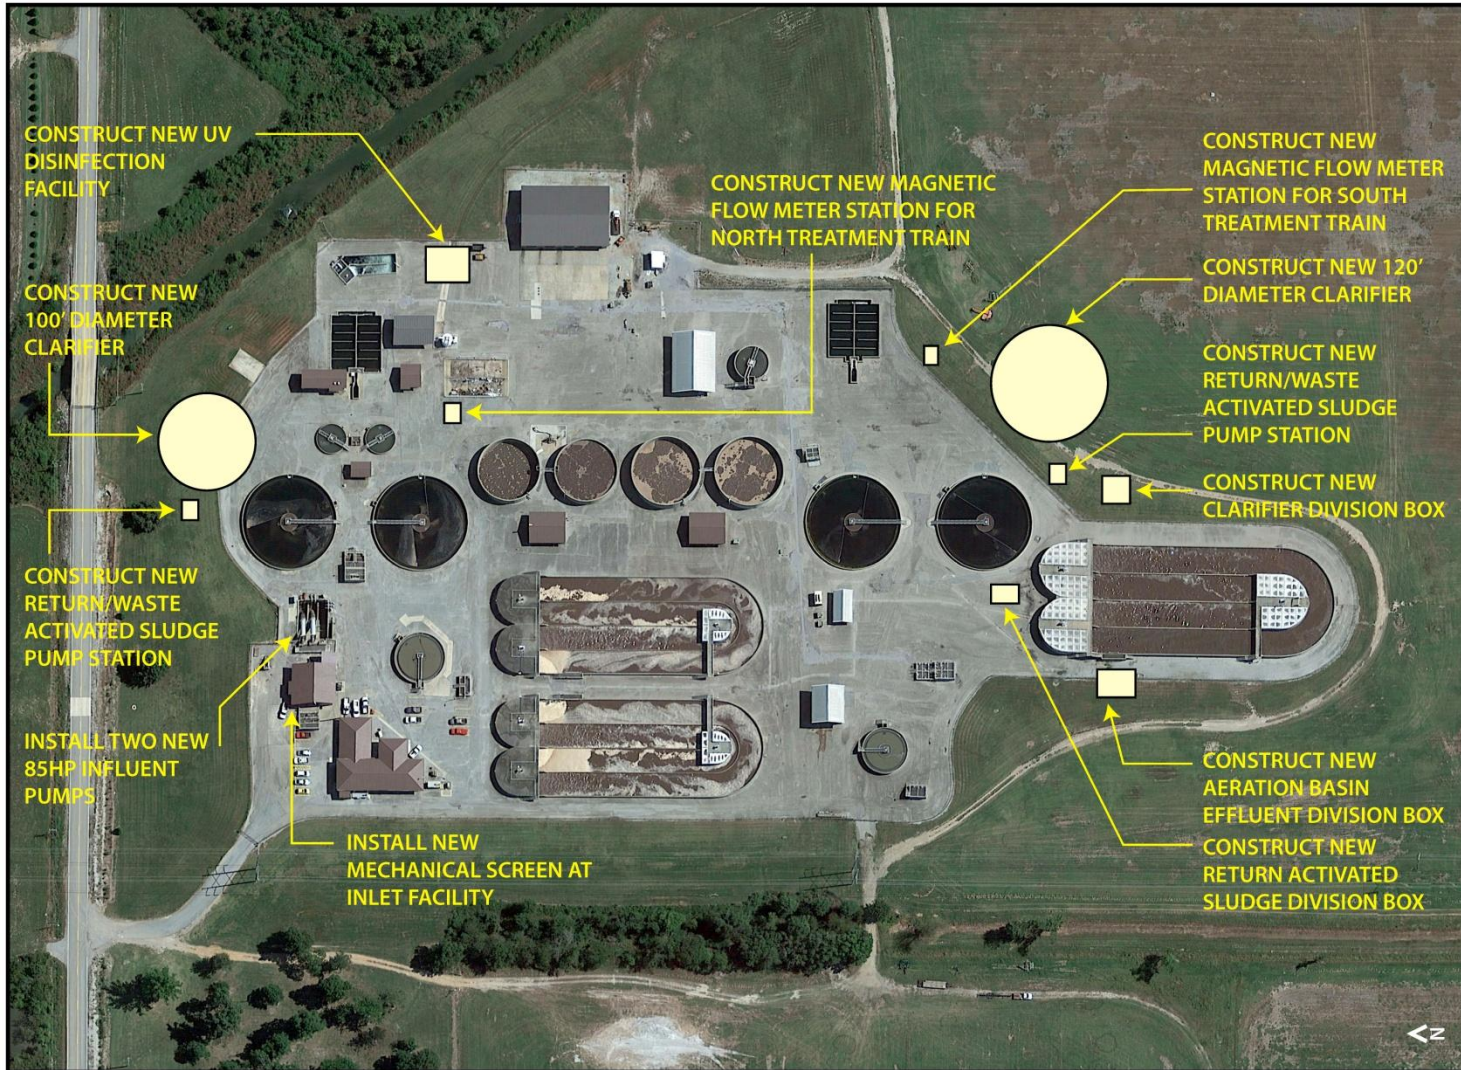 CONSTRUCT NEW UV
DISINFECTION
FACILITY
CONSTRUCT NEW
100' DIAMETER
CLARIFIER
CONSTRUCT NEW
RETURN/WASTE
ACTIVATED SLUDGE
PUMP STATION
INSTALL TWO NEW
85HP INFLUENT
PUMPS
INSTALL NEW
MECHANICAL SCREEN AT
INLET FACILITY
CONSTRUCT NEW MAGNETIC
FLOW METER STATION FOR
NORTH TREATMENT TRAIN
CONSTRUCT NEW
MAGNETIC FLOW METER
STATION FOR SOUTH
TREATMENT TRAIN
CONSTRUCT NEW 120'
DIAMETER CLARIFIER
CONSTRUCT NEW
RETURN/WASTE
ACTIVATED SLUDGE
PUMP STATION
CONSTRUCT NEW
CLARIFIER DIVISION BOX
CONSTRUCT NEW
AERATION BASIN
EFFLUENT DIVISION BOX
CONSTRUCT NEW
RETURN ACTIVATED
SLUDGE DIVISION BOX
N